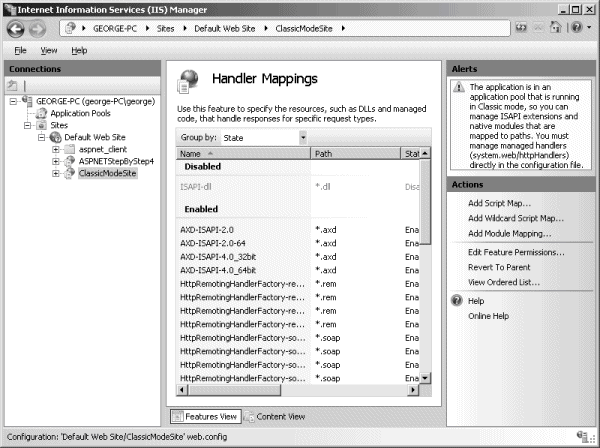 Internet Information Services (IIS) Manager
GEORGE-PC ▸ Sites ▸ Default Web Site ▸ ClassicModeSite ▸
File View Help
Connections
GEORGE-PC (george-PC\george)
Application Pools
Sites
Default Web Site
aspnet_client
ASPNETStepByStep4
ClassicModeSite
Handler Mappings
Use this feature to specify the resources, such as DLLs and managed
code, that handle responses for specific request types.
Group by: State
Name Path Stat
Disabled
ISAPI-dll *.dll Disa
Enabled
AXD-ISAPI-2.0 *.axd Ena
AXD-ISAPI-2.0-64 *.axd Ena
AXD-ISAPI-4.0_32bit *.axd Ena
AXD-ISAPI-4.0_64bit *.axd Ena
HttpRemotingHandlerFactory-re... *.rem Ena
HttpRemotingHandlerFactory-re... *.rem Ena
HttpRemotingHandlerFactory-re... *.rem Ena
HttpRemotingHandlerFactory-re... *.rem Ena
HttpRemotingHandlerFactory-so... *.soap Ena
HttpRemotingHandlerFactory-so... *.soap Ena
HttpRemotingHandlerFactory-so... *.soap Ena
HttpRemotingHandlerFactory-so... *.soap Ena
Features View Content View
Alerts
The application is in an
application pool that is running
in Classic mode, so you can
manage ISAPI extensions and
native modules that are
mapped to paths. You must
manage managed handlers
(system.web/httpHandlers)
directly in the configuration file.
Actions
Add Script Map...
Add Wildcard Script Map...
Add Module Mapping...
Edit Feature Permissions...
Revert To Parent
View Ordered List...
Help
Online Help
Configuration: 'Default Web Site/ClassicModeSite' web.config